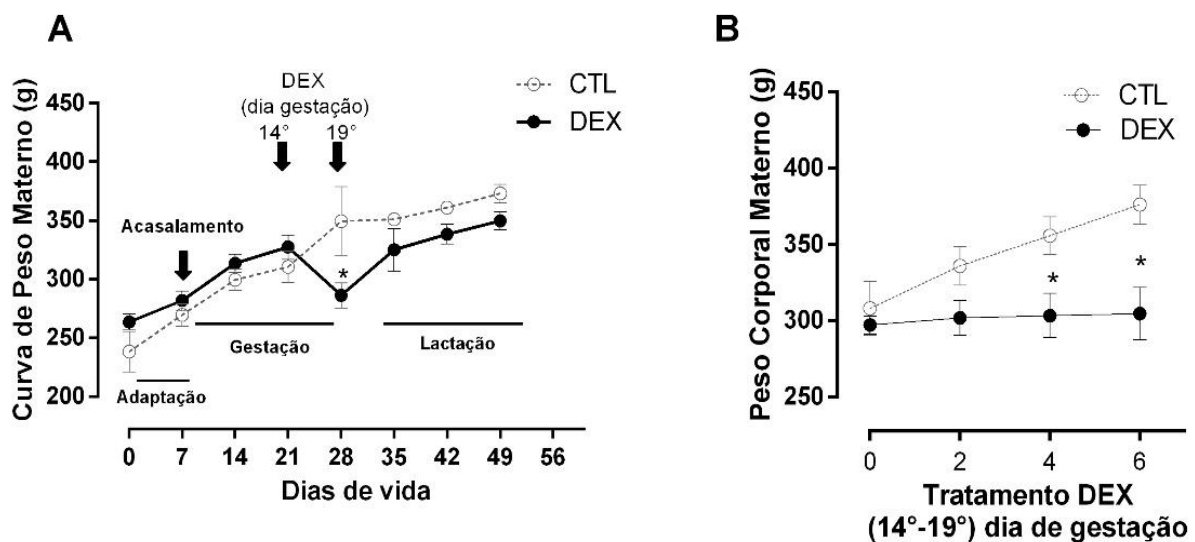 A
Curva de Peso Materno (g)
450
400
350
300
250
200
DEX
(dia gestação)
14° 19°
CTL
DEX
Acasalamento
*
Gestação
Lactação
Adaptação
0 7 14 21 28 35 42 49 56
Dias de vida
B
Peso Corporal Materno (g)
450
400
350
300
250
CTL
DEX
* *
0 2 4 6
Tratamento DEX
(14°-19°) dia de gestação